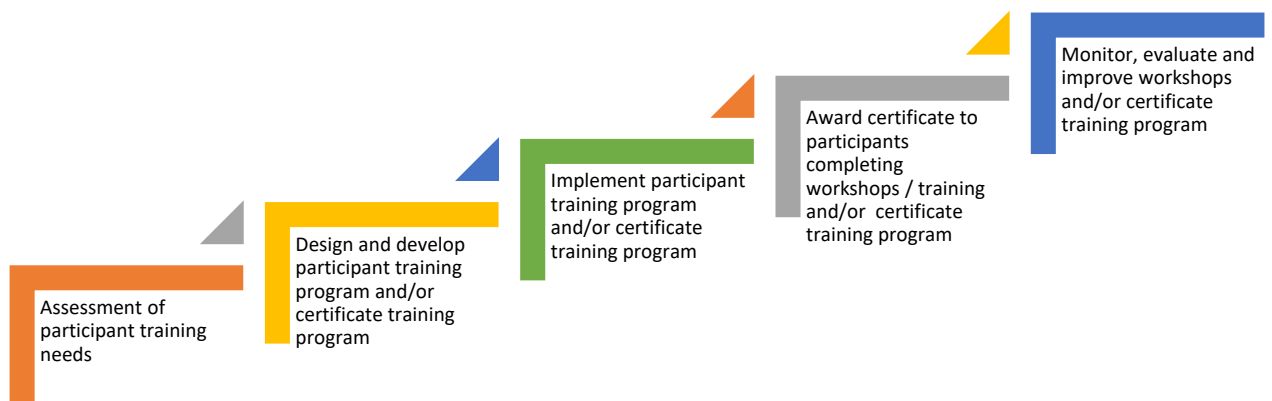 Assessment of
participant training
needs
Design and develop
participant training
program and/or
certificate training
program
Implement participant
training program
and/or certificate
training program
Award certificate to
participants
completing
workshops / training
and/or  certificate
training program
Monitor, evaluate and
improve workshops
and/or certificate
training program